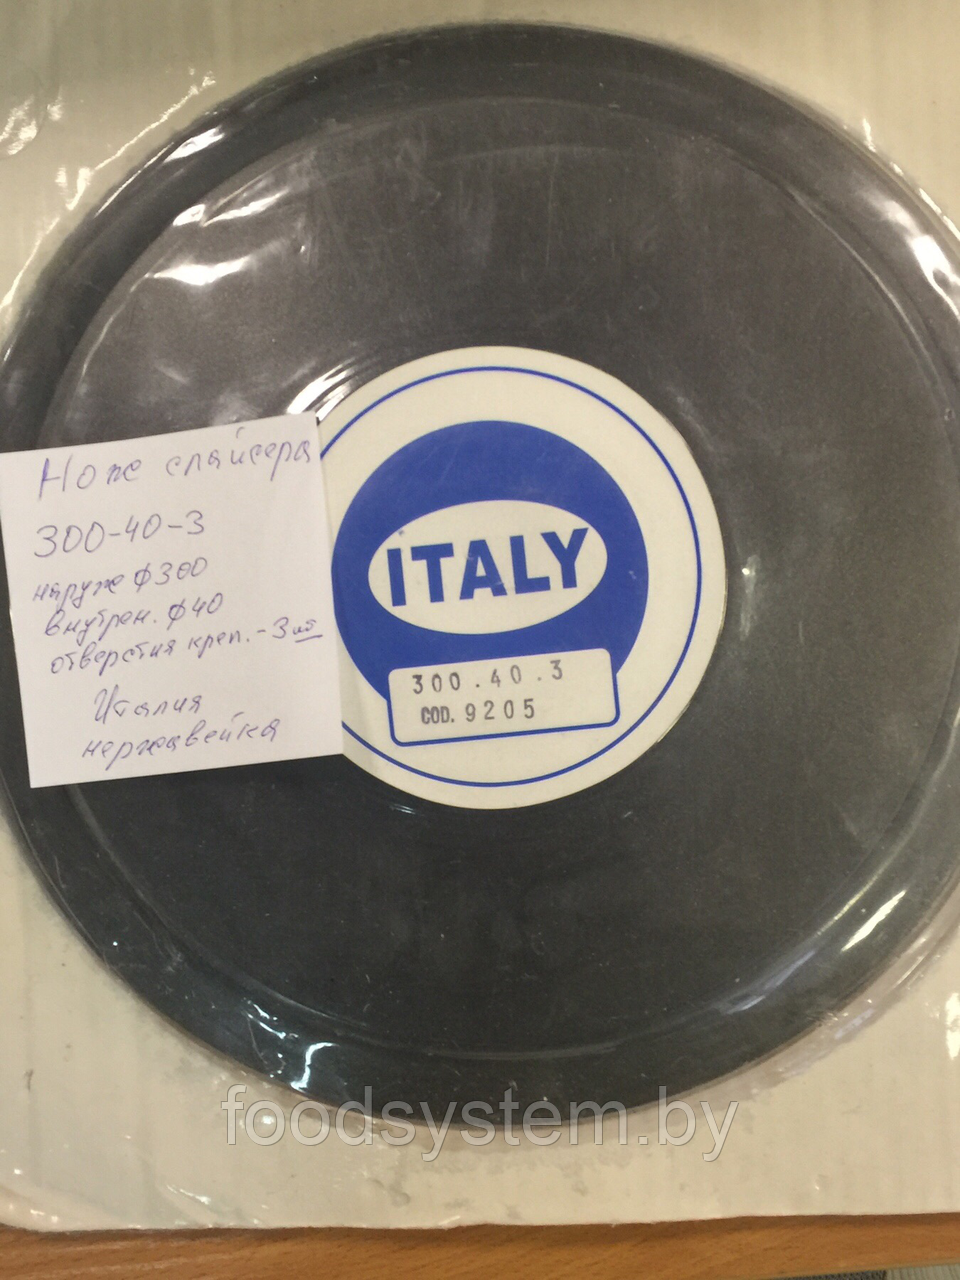 Нож слайсера
300-40-3
наруж ф300
внутрен. ф40
отверстия креп. - 3шт
Италия
нержавейка
ITALY
300.40.3
COD. 9205
foodsystem.by